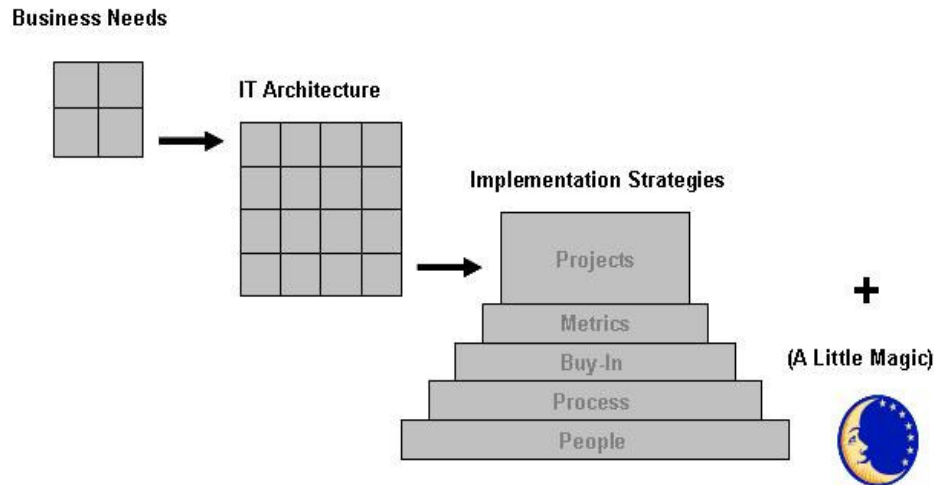 Business Needs
IT Architecture
Implementation Strategies
Projects
Metrics
Buy-In
Process
People
+
(A Little Magic)